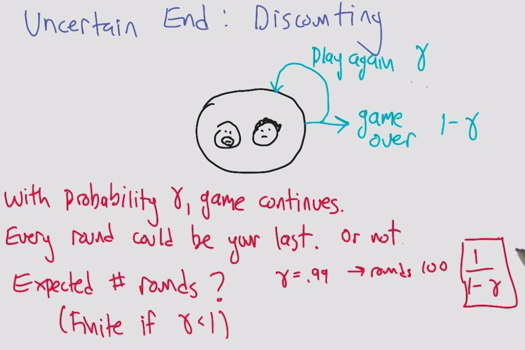 Uncertain End: Discounting
Play again γ
game over 1-γ
With probability γ, game continues.
Every round could be your last. or not.
Expected # rounds? γ=.99 → rounds 100 1/1-γ
(Finite if γ<1)